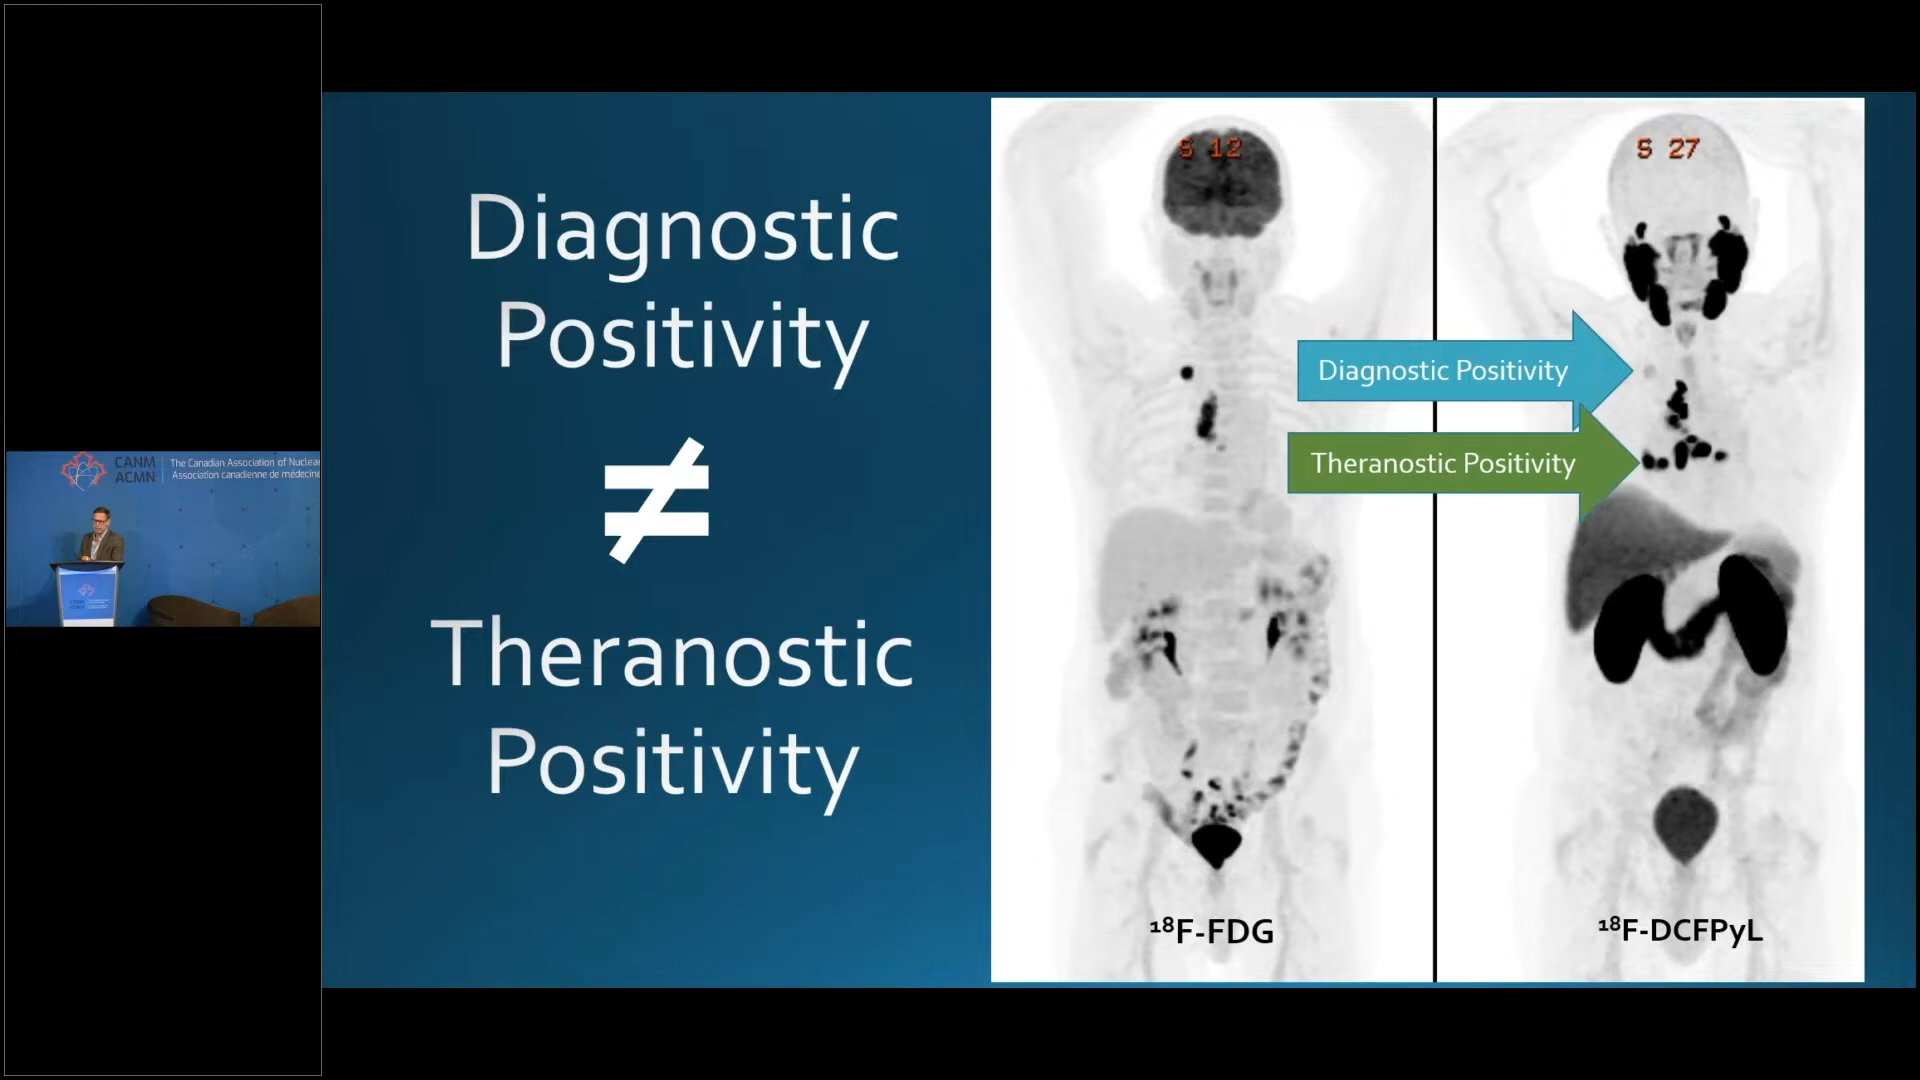 CANM
ACMN
The Canadian Association of Nuclear
Association canadienne de médecine
Diagnostic
Positivity
≠
Theranostic
Positivity
S 12
S 27
Diagnostic Positivity
Theranostic Positivity
¹⁸F-FDG
¹⁸F-DCFPyL